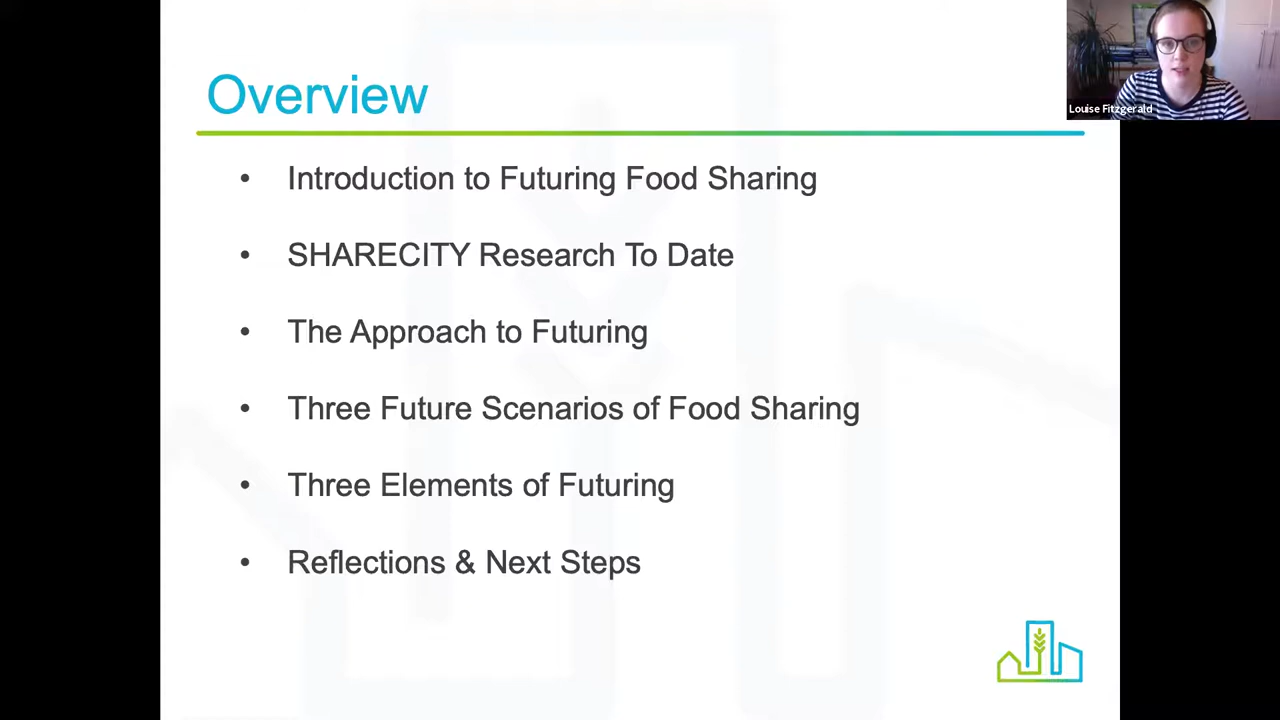 Overview
Louise Fitzgerald
• Introduction to Futuring Food Sharing
• SHARECITY Research To Date
• The Approach to Futuring
• Three Future Scenarios of Food Sharing
• Three Elements of Futuring
• Reflections & Next Steps